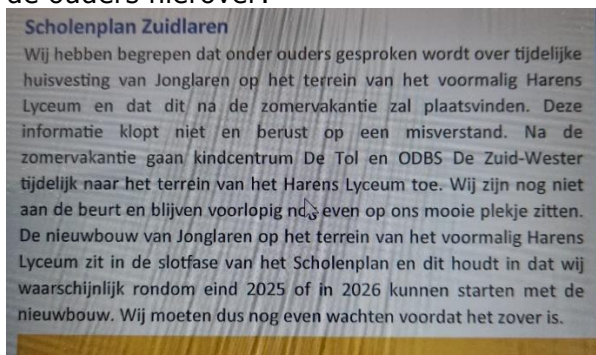 de ouders hierover.
Scholenplan Zuidlaren
Wij hebben begrepen dat onder ouders gesproken wordt over tijdelijke
huisvesting van Jonglaren op het terrein van het voormalig Harens
Lyceum en dat dit na de zomervakantie zal plaatsvinden. Deze
informatie klopt niet en berust op een misverstand. Na de
zomervakantie gaan kindcentrum De Tol en ODBS De Zuid-Wester
tijdelijk naar het terrein van het Harens Lyceum toe. Wij zijn nog niet
aan de beurt en blijven voorlopig nog even op ons mooie plekje zitten.
De nieuwbouw van Jonglaren op het terrein van het voormalig Harens
Lyceum zit in de slotfase van het Scholenplan en dit houdt in dat wij
waarschijnlijk rondom eind 2025 of in 2026 kunnen starten met de
nieuwbouw. Wij moeten dus nog even wachten voordat het zover is.